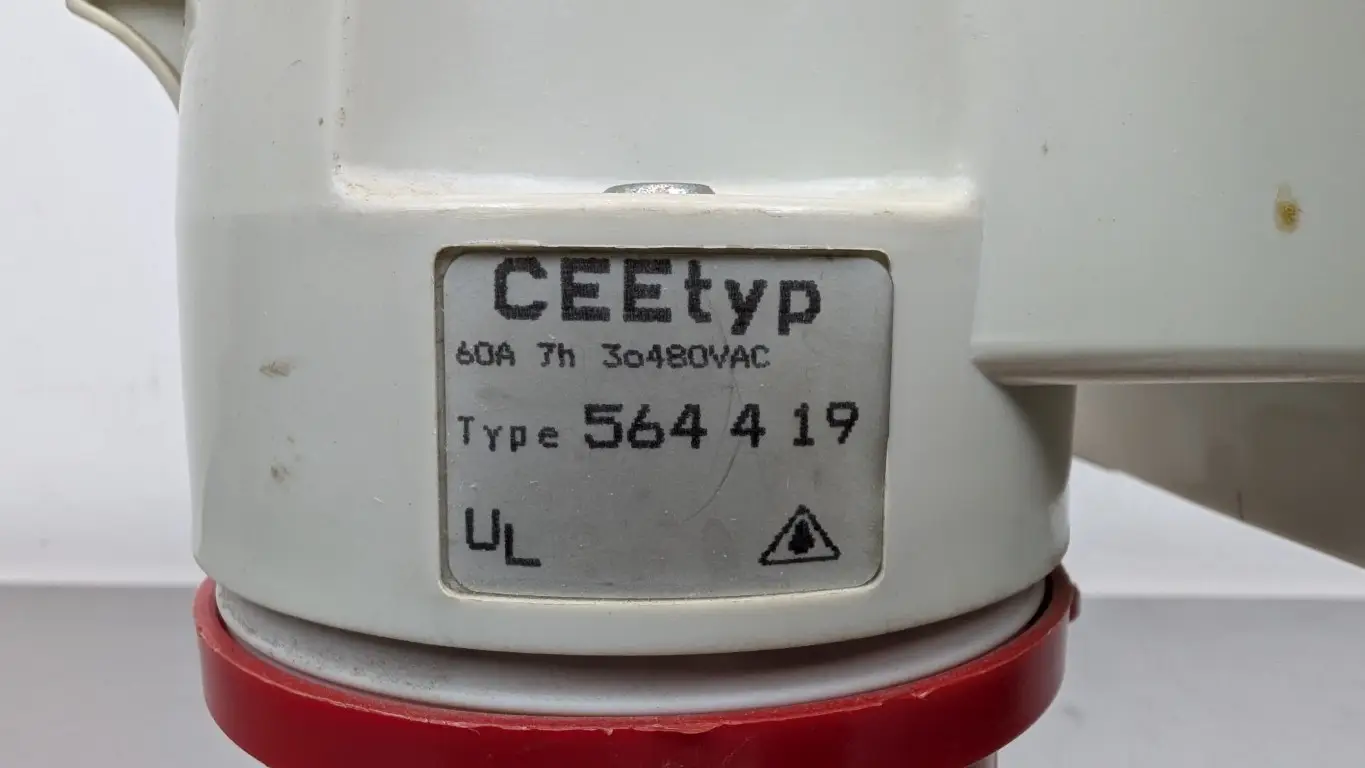 CEEtyp
60A 7h 3o480VAC
Type 564 4 19
UL